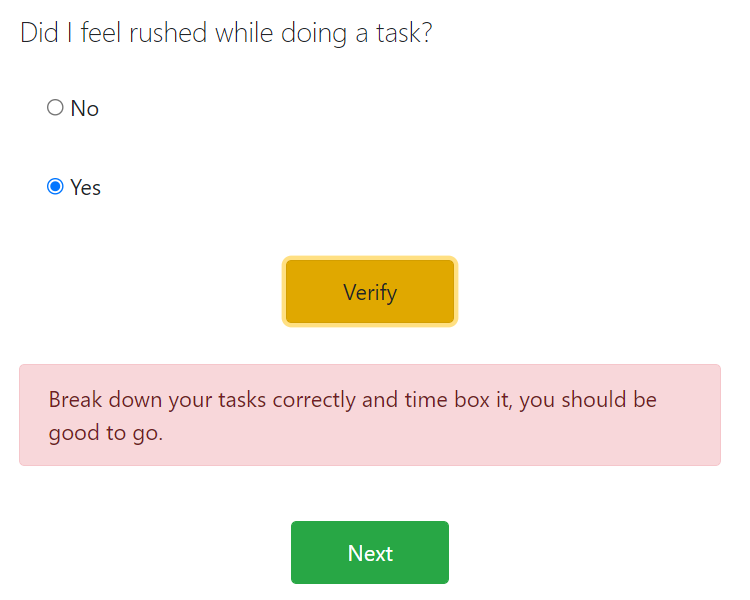 Did I feel rushed while doing a task?
No
Yes
Verify
Break down your tasks correctly and time box it, you should be
good to go.
Next